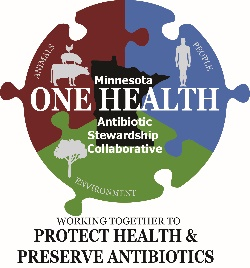 ANIMALS
PEOPLE
Minnesota
ONE HEALTH
Antibiotic
Stewardship
Collaborative
ENVIRONMENT
WORKING TOGETHER TO
PROTECT HEALTH &
PRESERVE ANTIBIOTICS